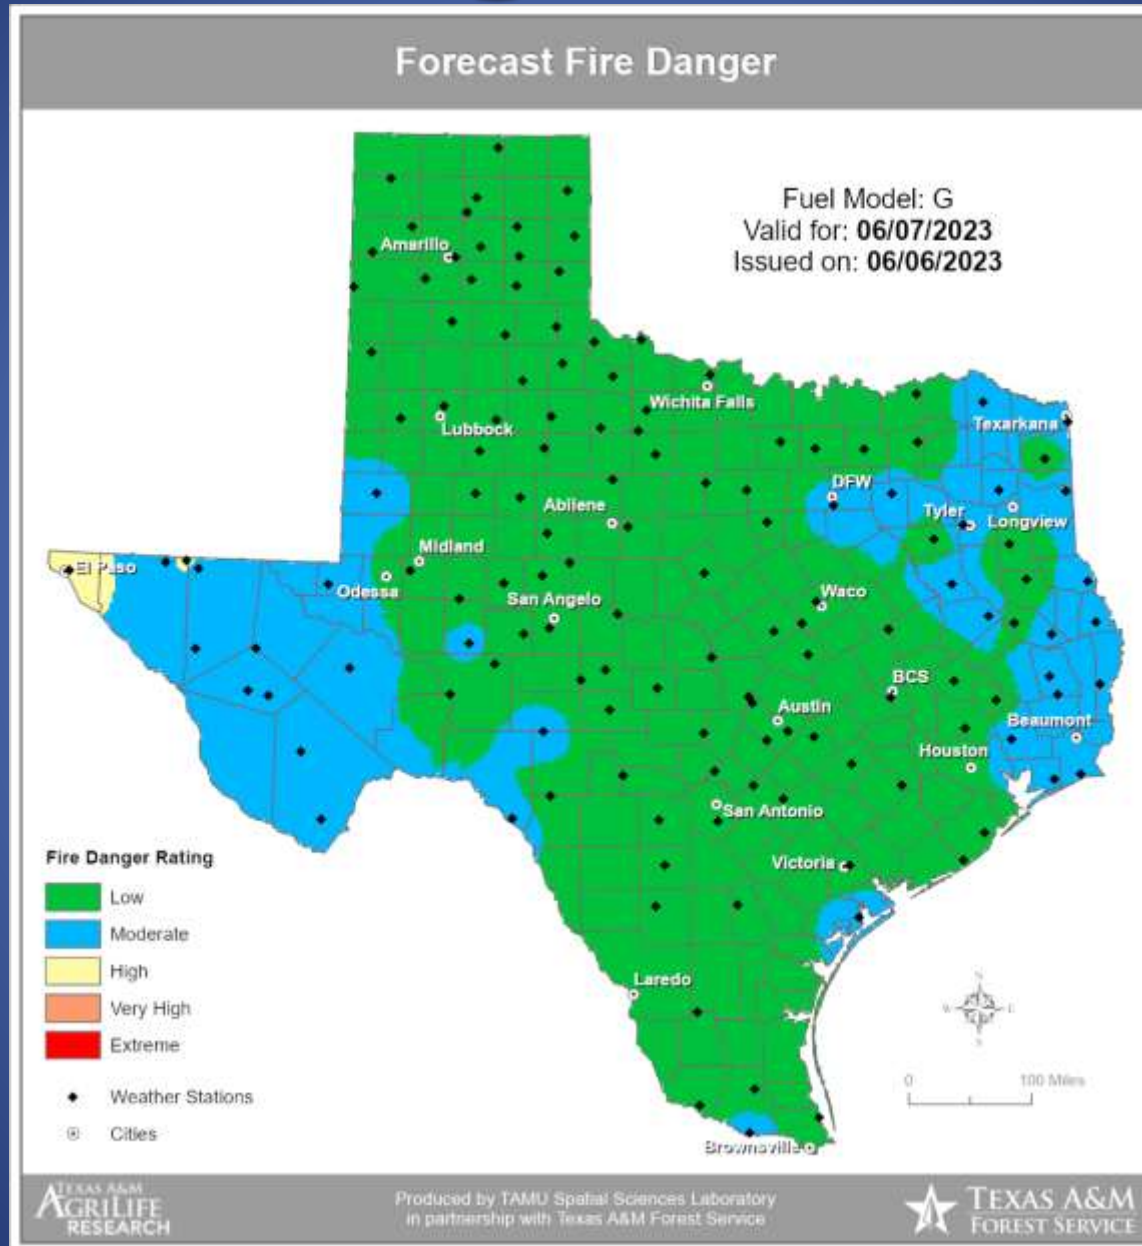 Forecast Fire Danger
Fuel Model: G
Valid for: 06/07/2023
Issued on: 06/06/2023
Amarillo
Wichita Falls
Lubbock
Texarkana
DFW
Abilene
Tyler
Longview
Midland
El Paso
Odessa
San Angelo
Waco
BCS
Austin
Beaumont
Houston
San Antonio
Victoria
Laredo
Brownsville
Fire Danger Rating
Low
Moderate
High
Very High
Extreme
Weather Stations
Cities
N
W E
S
0 100 Miles
TEXAS A&M
AGRILIFE
RESEARCH
Produced by TAMU Spatial Sciences Laboratory
in partnership with Texas A&M Forest Service
TEXAS A&M
FOREST SERVICE